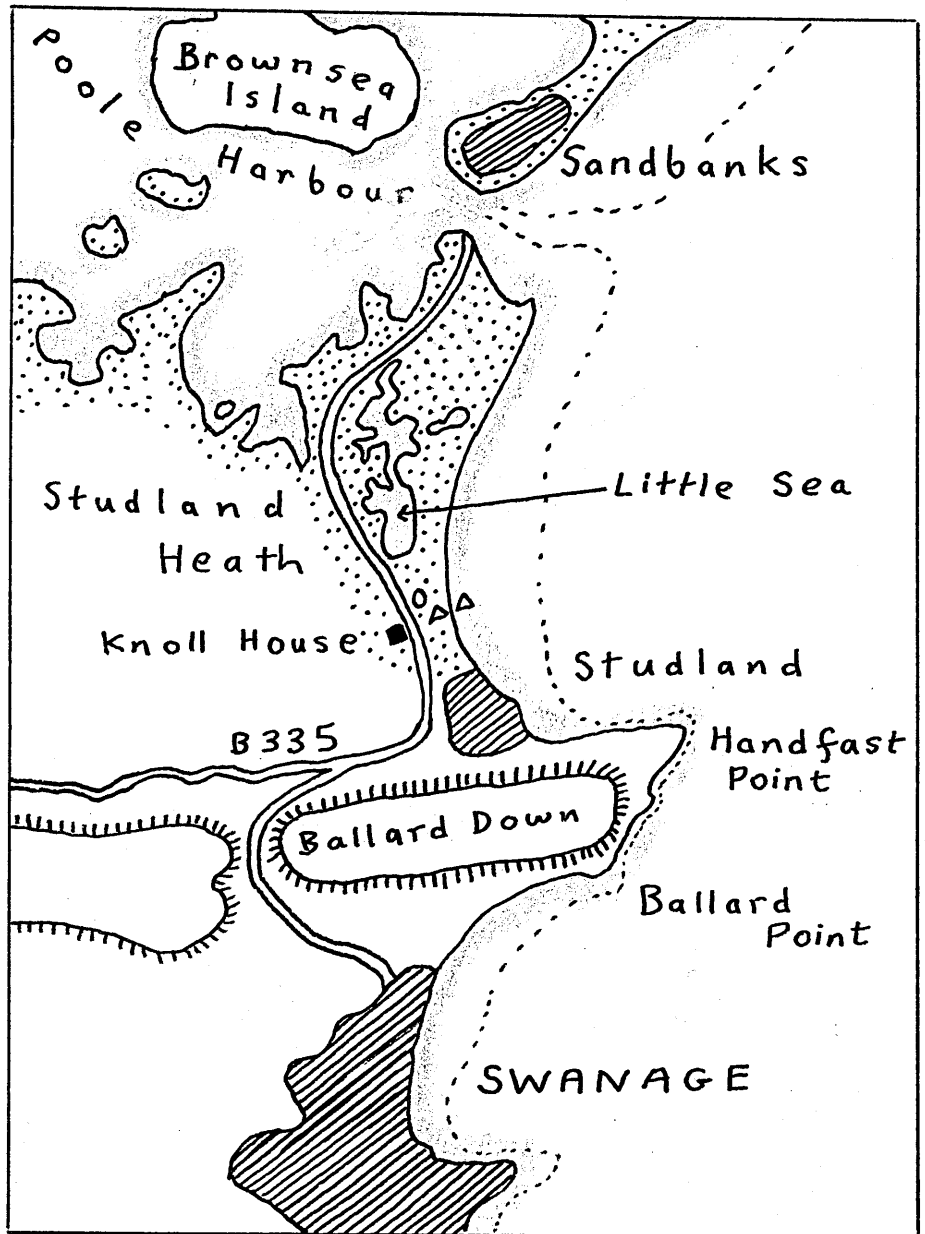 Poole
Harbour
Brownsea
Island
Sandbanks
Little Sea
Studland
Heath
Knoll House
Studland
B335
Handfast
Point
Ballard Down
Ballard
Point
SWANAGE